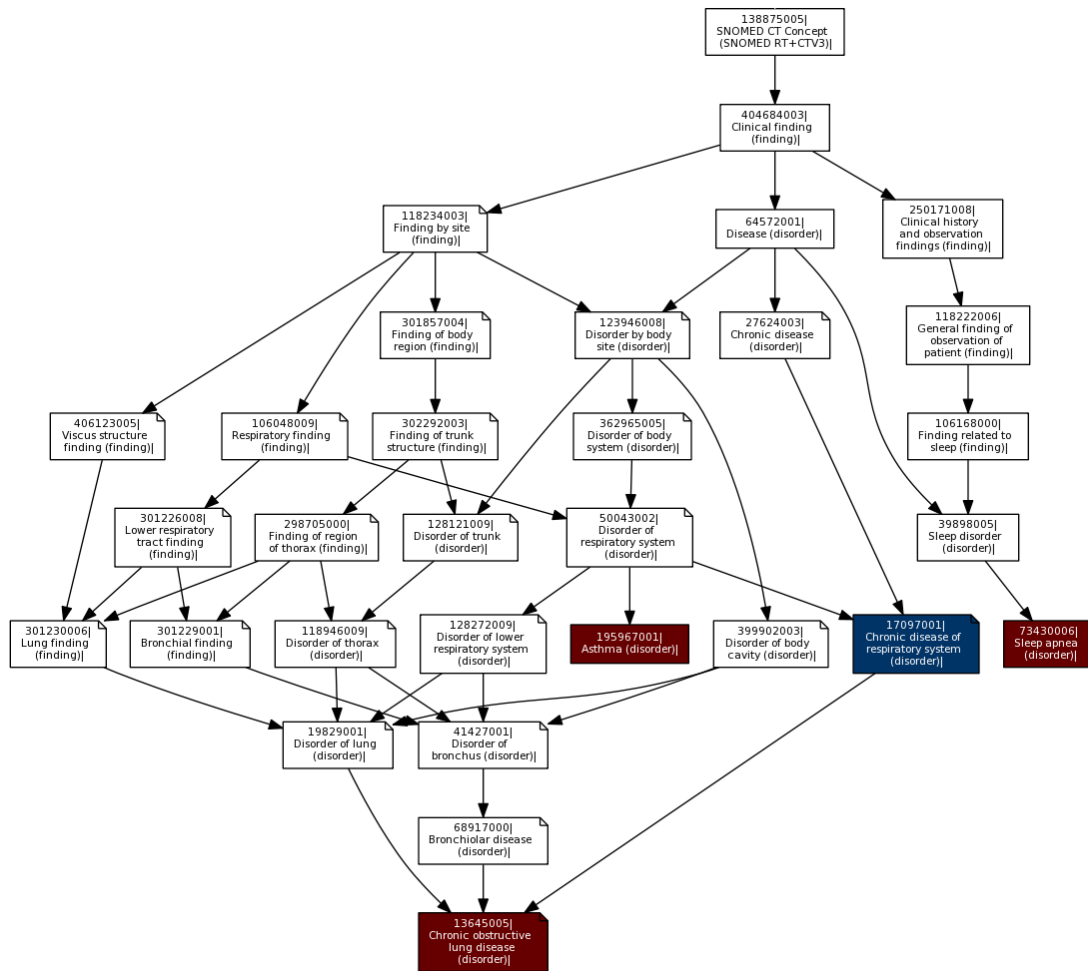 138875005|
SNOMED CT Concept
(SNOMED RT+CTV3)|
404684003|
Clinical finding
(finding)|
118234003|
Finding by site
(finding)|
64572001|
Disease (disorder)|
250171008|
Clinical history
and observation
findings (finding)|
301857004|
Finding of body
region (finding)|
123946008|
Disorder by body
site (disorder)|
27624003|
Chronic disease
(disorder)|
118222006|
General finding of
observation of
patient (finding)|
406123005|
Viscus structure
finding (finding)|
106048009|
Respiratory finding
(finding)|
302292003|
Finding of trunk
structure (finding)|
362965005|
Disorder of body
system (disorder)|
106168000|
Finding related to
sleep (finding)|
301226008|
Lower respiratory
tract finding
(finding)|
298705000|
Finding of region
of thorax (finding)|
128121009|
Disorder of trunk
(disorder)|
50043002|
Disorder of
respiratory system
(disorder)|
39898005|
Sleep disorder
(disorder)|
301230006|
Lung finding
(finding)|
301229001|
Bronchial finding
(finding)|
118946009|
Disorder of thorax
(disorder)|
128272009|
Disorder of lower
respiratory system
(disorder)|
195967001|
Asthma (disorder)|
399902003|
Disorder of body
cavity (disorder)|
17097001|
Chronic disease of
respiratory system
(disorder)|
73430006|
Sleep apnea
(disorder)|
19829001|
Disorder of lung
(disorder)|
41427001|
Disorder of
bronchus (disorder)|
68917000|
Bronchiolar disease
(disorder)|
13645005|
Chronic obstructive
lung disease
(disorder)|